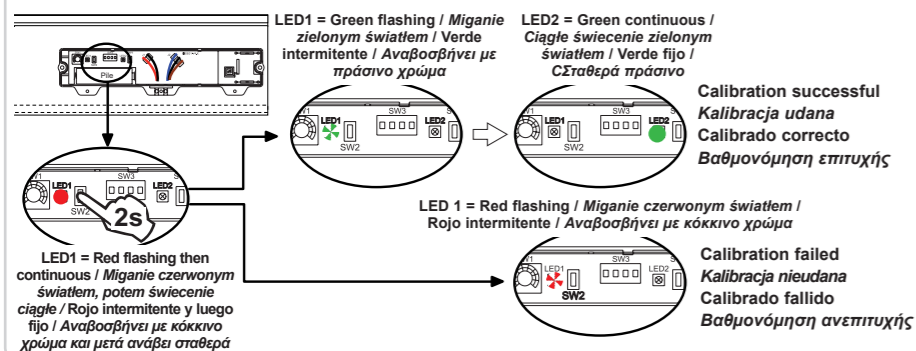 LED1 = Green flashing / Miganie
zielonym światłem / Verde
intermitente / Αναβοσβήνει με
πράσινο χρώμα
LED2 = Green continuous /
Ciągłe świecenie zielonym
światłem / Verde fijo /
CΣταθερά πράσινο
Pile
W1
LED1
SW2
SW3
LED2
S
W1
LED1
SW2
SW3
LED2
S
Calibration successful
Kalibracja udana
Calibrado correcto
Βαθμονόμηση επιτυχής
W1
LED1
SW2
SW3
LED2
S
2s
LED1 = Red flashing then
continuous / Miganie czerwonym
światłem, potem świecenie
ciągłe / Rojo intermitente y luego
fijo / Αναβοσβήνει με κόκκινο
χρώμα και μετά ανάβει σταθερά
LED 1 = Red flashing / Miganie czerwonym światłem /
Rojo intermitente / Αναβοσβήνει με κόκκινο χρώμα
W1
LED1
SW2
SW3
LED2
S
Calibration failed
Kalibracja nieudana
Calibrado fallido
Βαθμονόμηση ανεπιτυχής